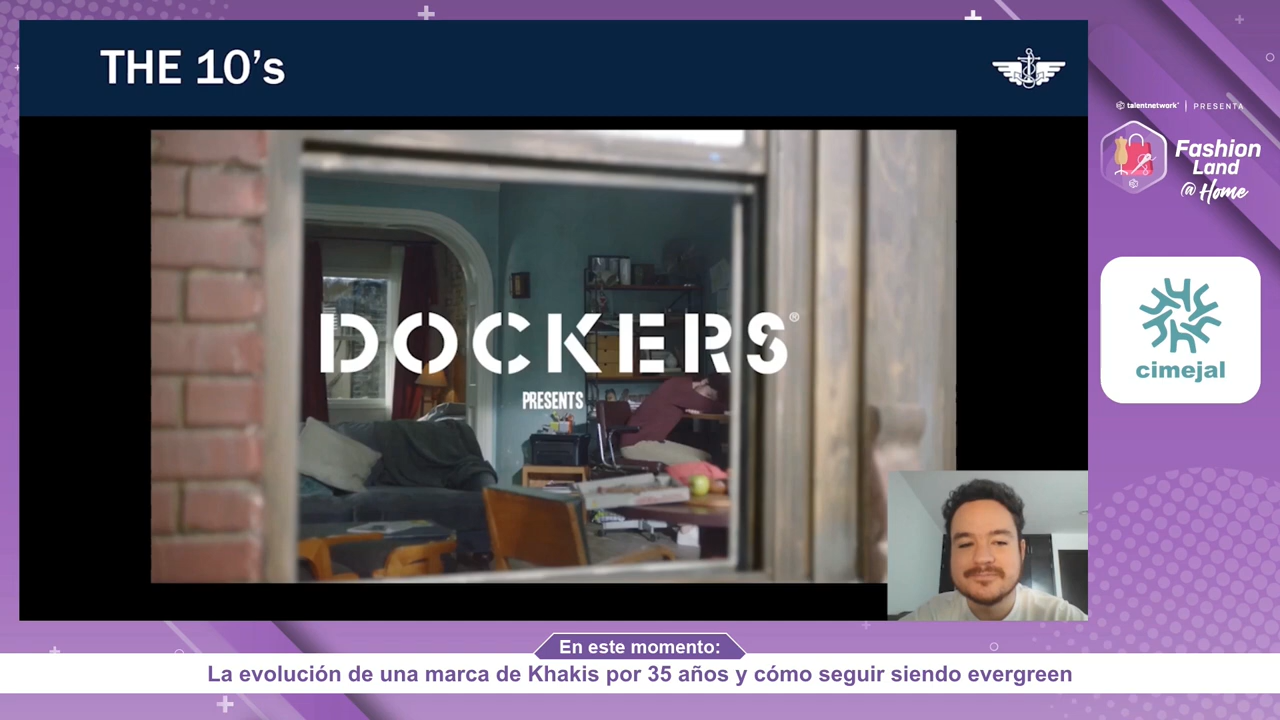 THE 10's
talentnetwork | PRESENTA
Fashion
Land
@ Home
DOCKERS®
PRESENTS
cimejal
En este momento:
La evolución de una marca de Khakis por 35 años y cómo seguir siendo evergreen